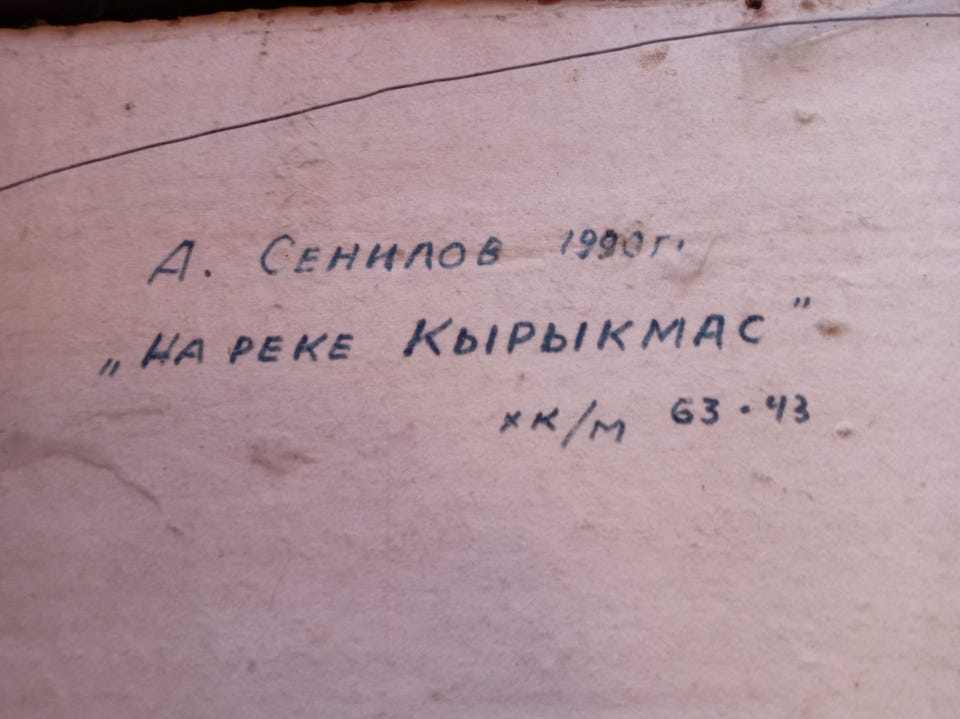 А. Сенилов 1990г.
„На реке Кырыкмас"
хк/м 63·43